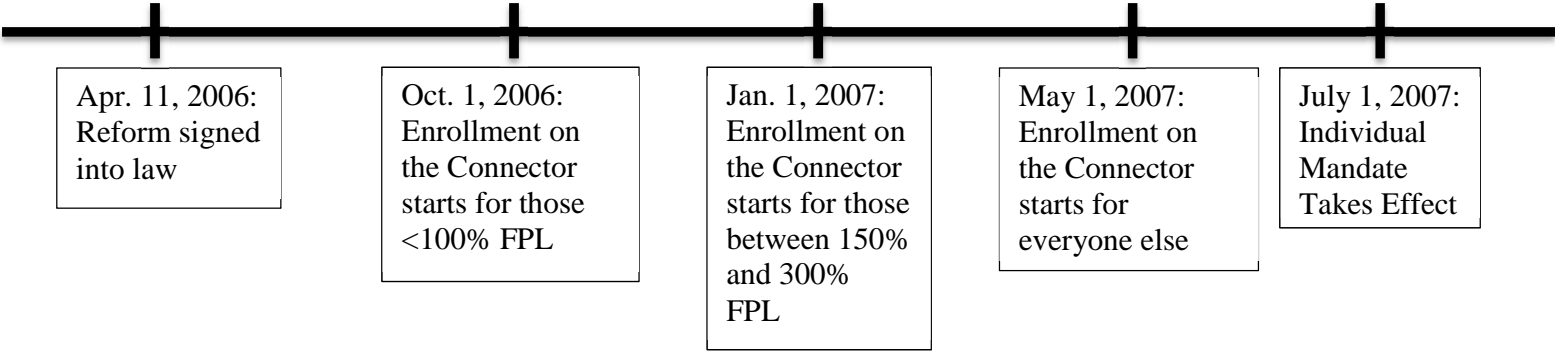 Apr. 11, 2006:
Reform signed
into law
Oct. 1, 2006:
Enrollment on
the Connector
starts for those
<100% FPL
Jan. 1, 2007:
Enrollment on
the Connector
starts for those
between 150%
and 300%
FPL
May 1, 2007:
Enrollment on
the Connector
starts for
everyone else
July 1, 2007:
Individual
Mandate
Takes Effect